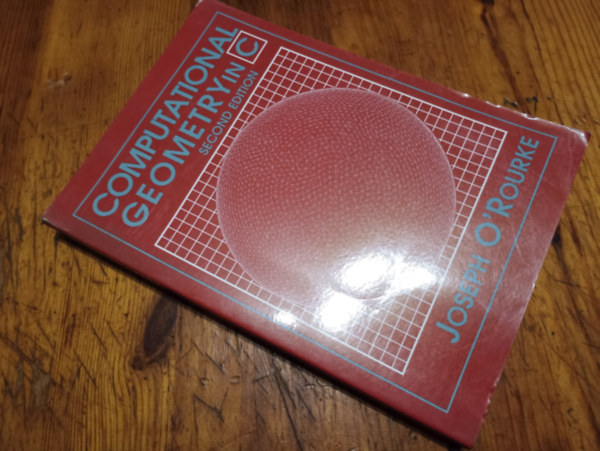 COMPUTATIONAL
GEOMETRY IN C
SECOND EDITION
JOSEPH O'ROURKE